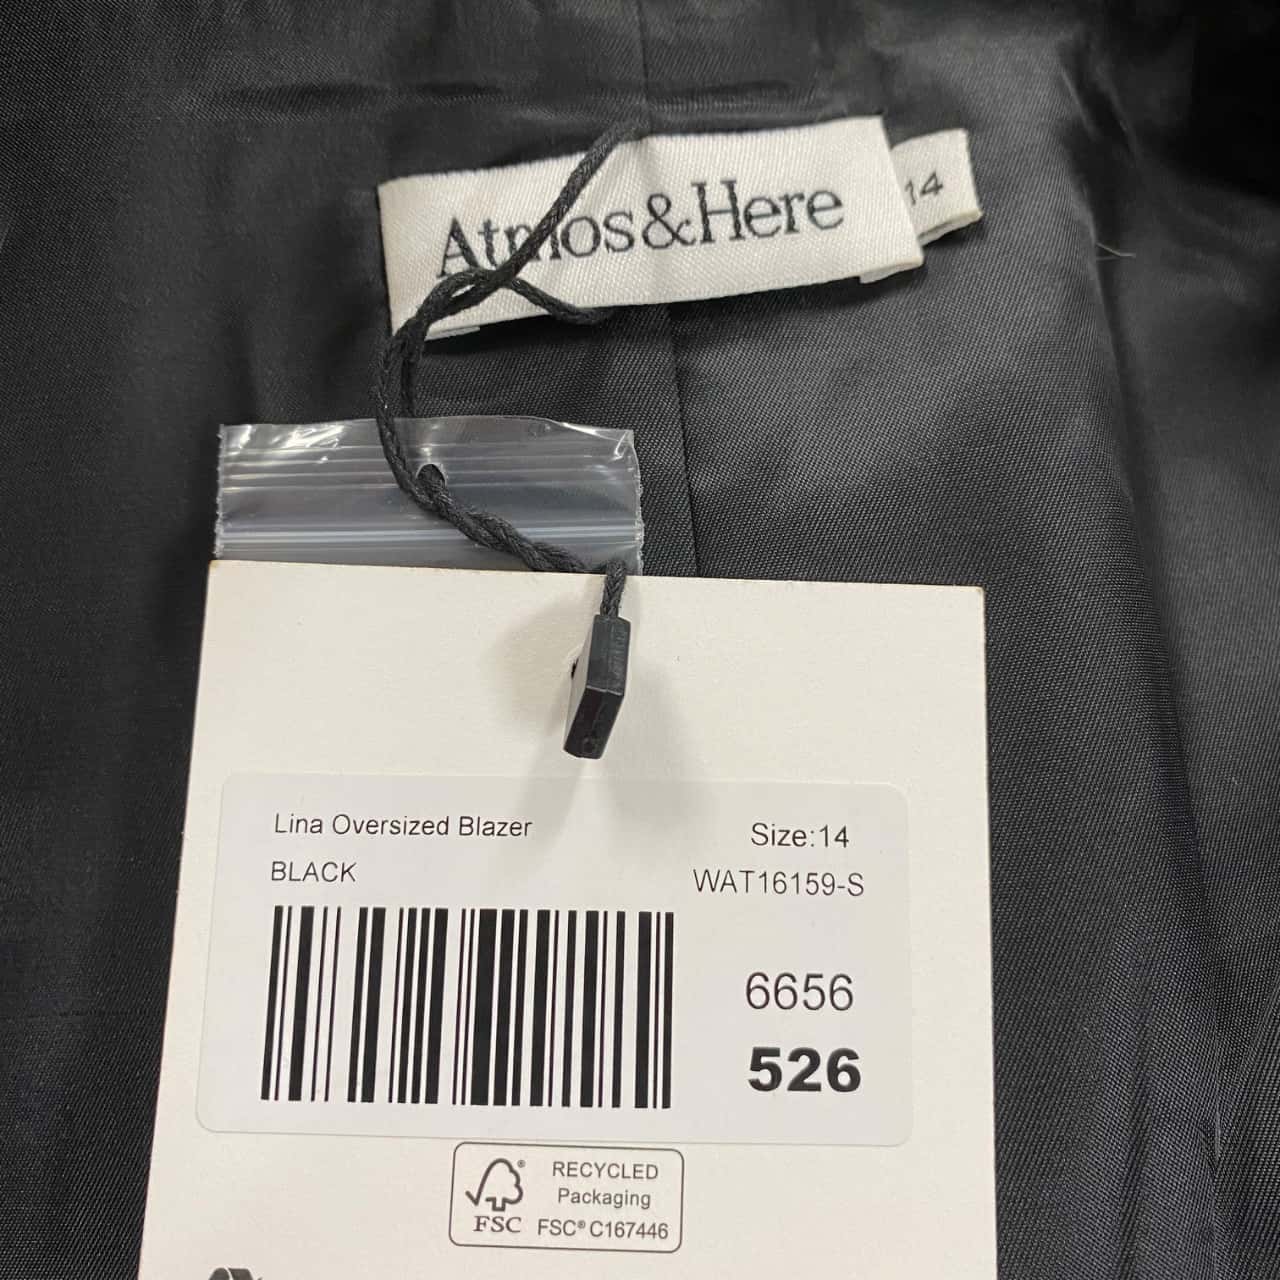 Atmos&Here
14
Lina Oversized Blazer
Size:14
BLACK
WAT16159-S
6656
526
RECYCLED
Packaging
FSC
FSC® C167446